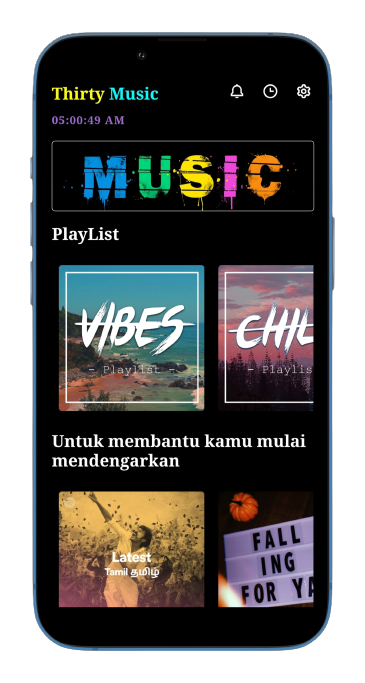 Thirty Music
05:00:49 AM
MUSIC
PlayList
VIBES
- Playlist -
CHIL
- Playlis
Untuk membantu kamu mulai
mendengarkan
Latest
Tamil தமிழ்
FALL
ING
FOR YA